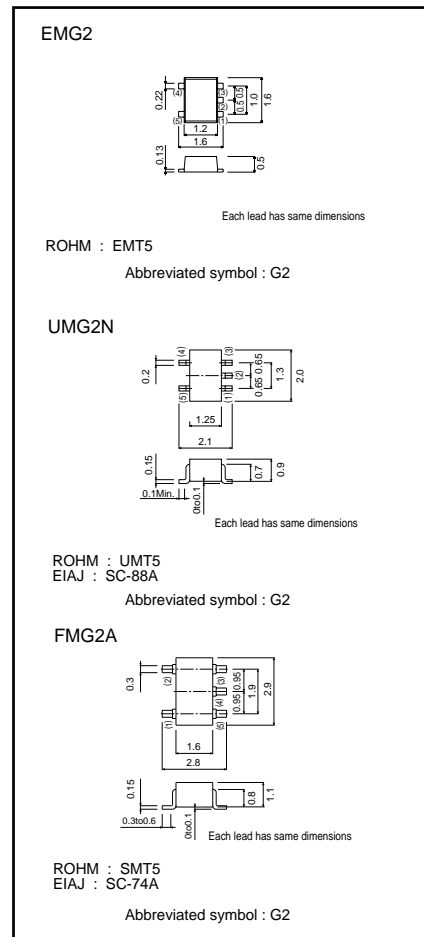 EMG2
0.22
(4)
(3)
(2)
(5)
(1)
0.5 0.5
1.0
1.6
1.2
1.6
0.13
0.5
Each lead has same dimensions
ROHM : EMT5
Abbreviated symbol : G2
UMG2N
0.2
(4)
(3)
(2)
(5)
(1)
0.65 0.65
1.3
2.0
1.25
2.1
0.15
0.1Min.
0to0.1
0.7
0.9
Each lead has same dimensions
ROHM : UMT5
EIAJ : SC-88A
Abbreviated symbol : G2
FMG2A
0.3
(2)
(3)
(4)
(1)
(5)
0.95 0.95
1.9
2.9
1.6
2.8
0.15
0.3to0.6
0to0.1
0.8
1.1
Each lead has same dimensions
ROHM : SMT5
EIAJ : SC-74A
Abbreviated symbol : G2